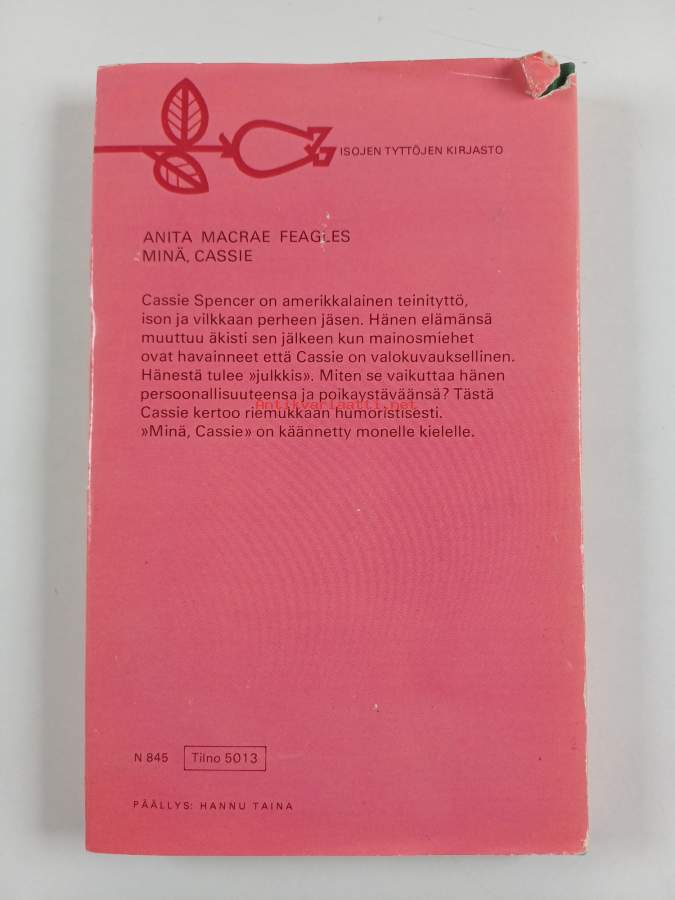 ISOJEN TYTTÖJEN KIRJASTO
ANITA MACRAE FEAGLES
MINÄ, CASSIE
Cassie Spencer on amerikkalainen teinityttö,
ison ja vilkkaan perheen jäsen. Hänen elämänsä
muuttuu äkisti sen jälkeen kun mainosmiehet
ovat havainneet että Cassie on valokuvauksellinen.
Hänestä tulee »julkkis». Miten se vaikuttaa hänen
persoonallisuuteensa ja poikaystäväänsä? Tästä
Antikvariaatti.net
Cassie kertoo riemukkaan humoristisesti.
»Minä, Cassie» on käännetty monelle kielelle.
N 845 Tilno 5013
PÄÄLLYS: HANNU TAINA